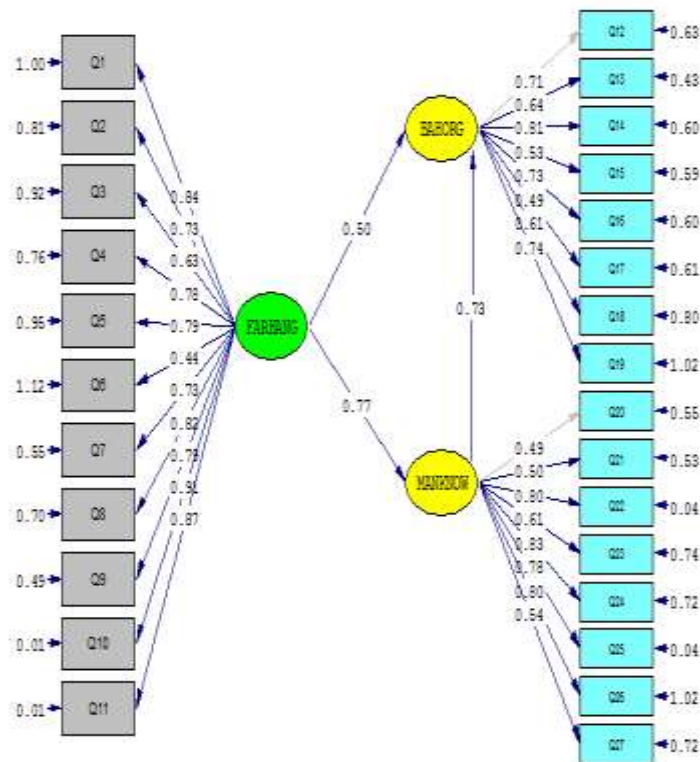 1.00 Q1
0.81 Q2
0.92 Q3
0.76 Q4
0.95 Q5
1.12 Q6
0.55 Q7
0.70 Q8
0.49 Q9
0.01 Q10
0.01 Q11
0.84
0.73
0.63
0.78
0.79
0.44
0.73
0.82
0.78
0.91
0.87
FARHANG
0.50
0.77
BAHORG
0.73
MANKNOW
0.71
0.64
0.81
0.53
0.73
0.49
0.61
0.74
0.49
0.50
0.80
0.61
0.83
0.78
0.80
0.54
Q12 0.63
Q13 0.43
Q14 0.60
Q15 0.59
Q16 0.60
Q17 0.61
Q18 0.80
Q19 1.02
Q20 0.55
Q21 0.53
Q22 0.04
Q23 0.74
Q24 0.72
Q25 0.04
Q26 1.02
Q27 0.72